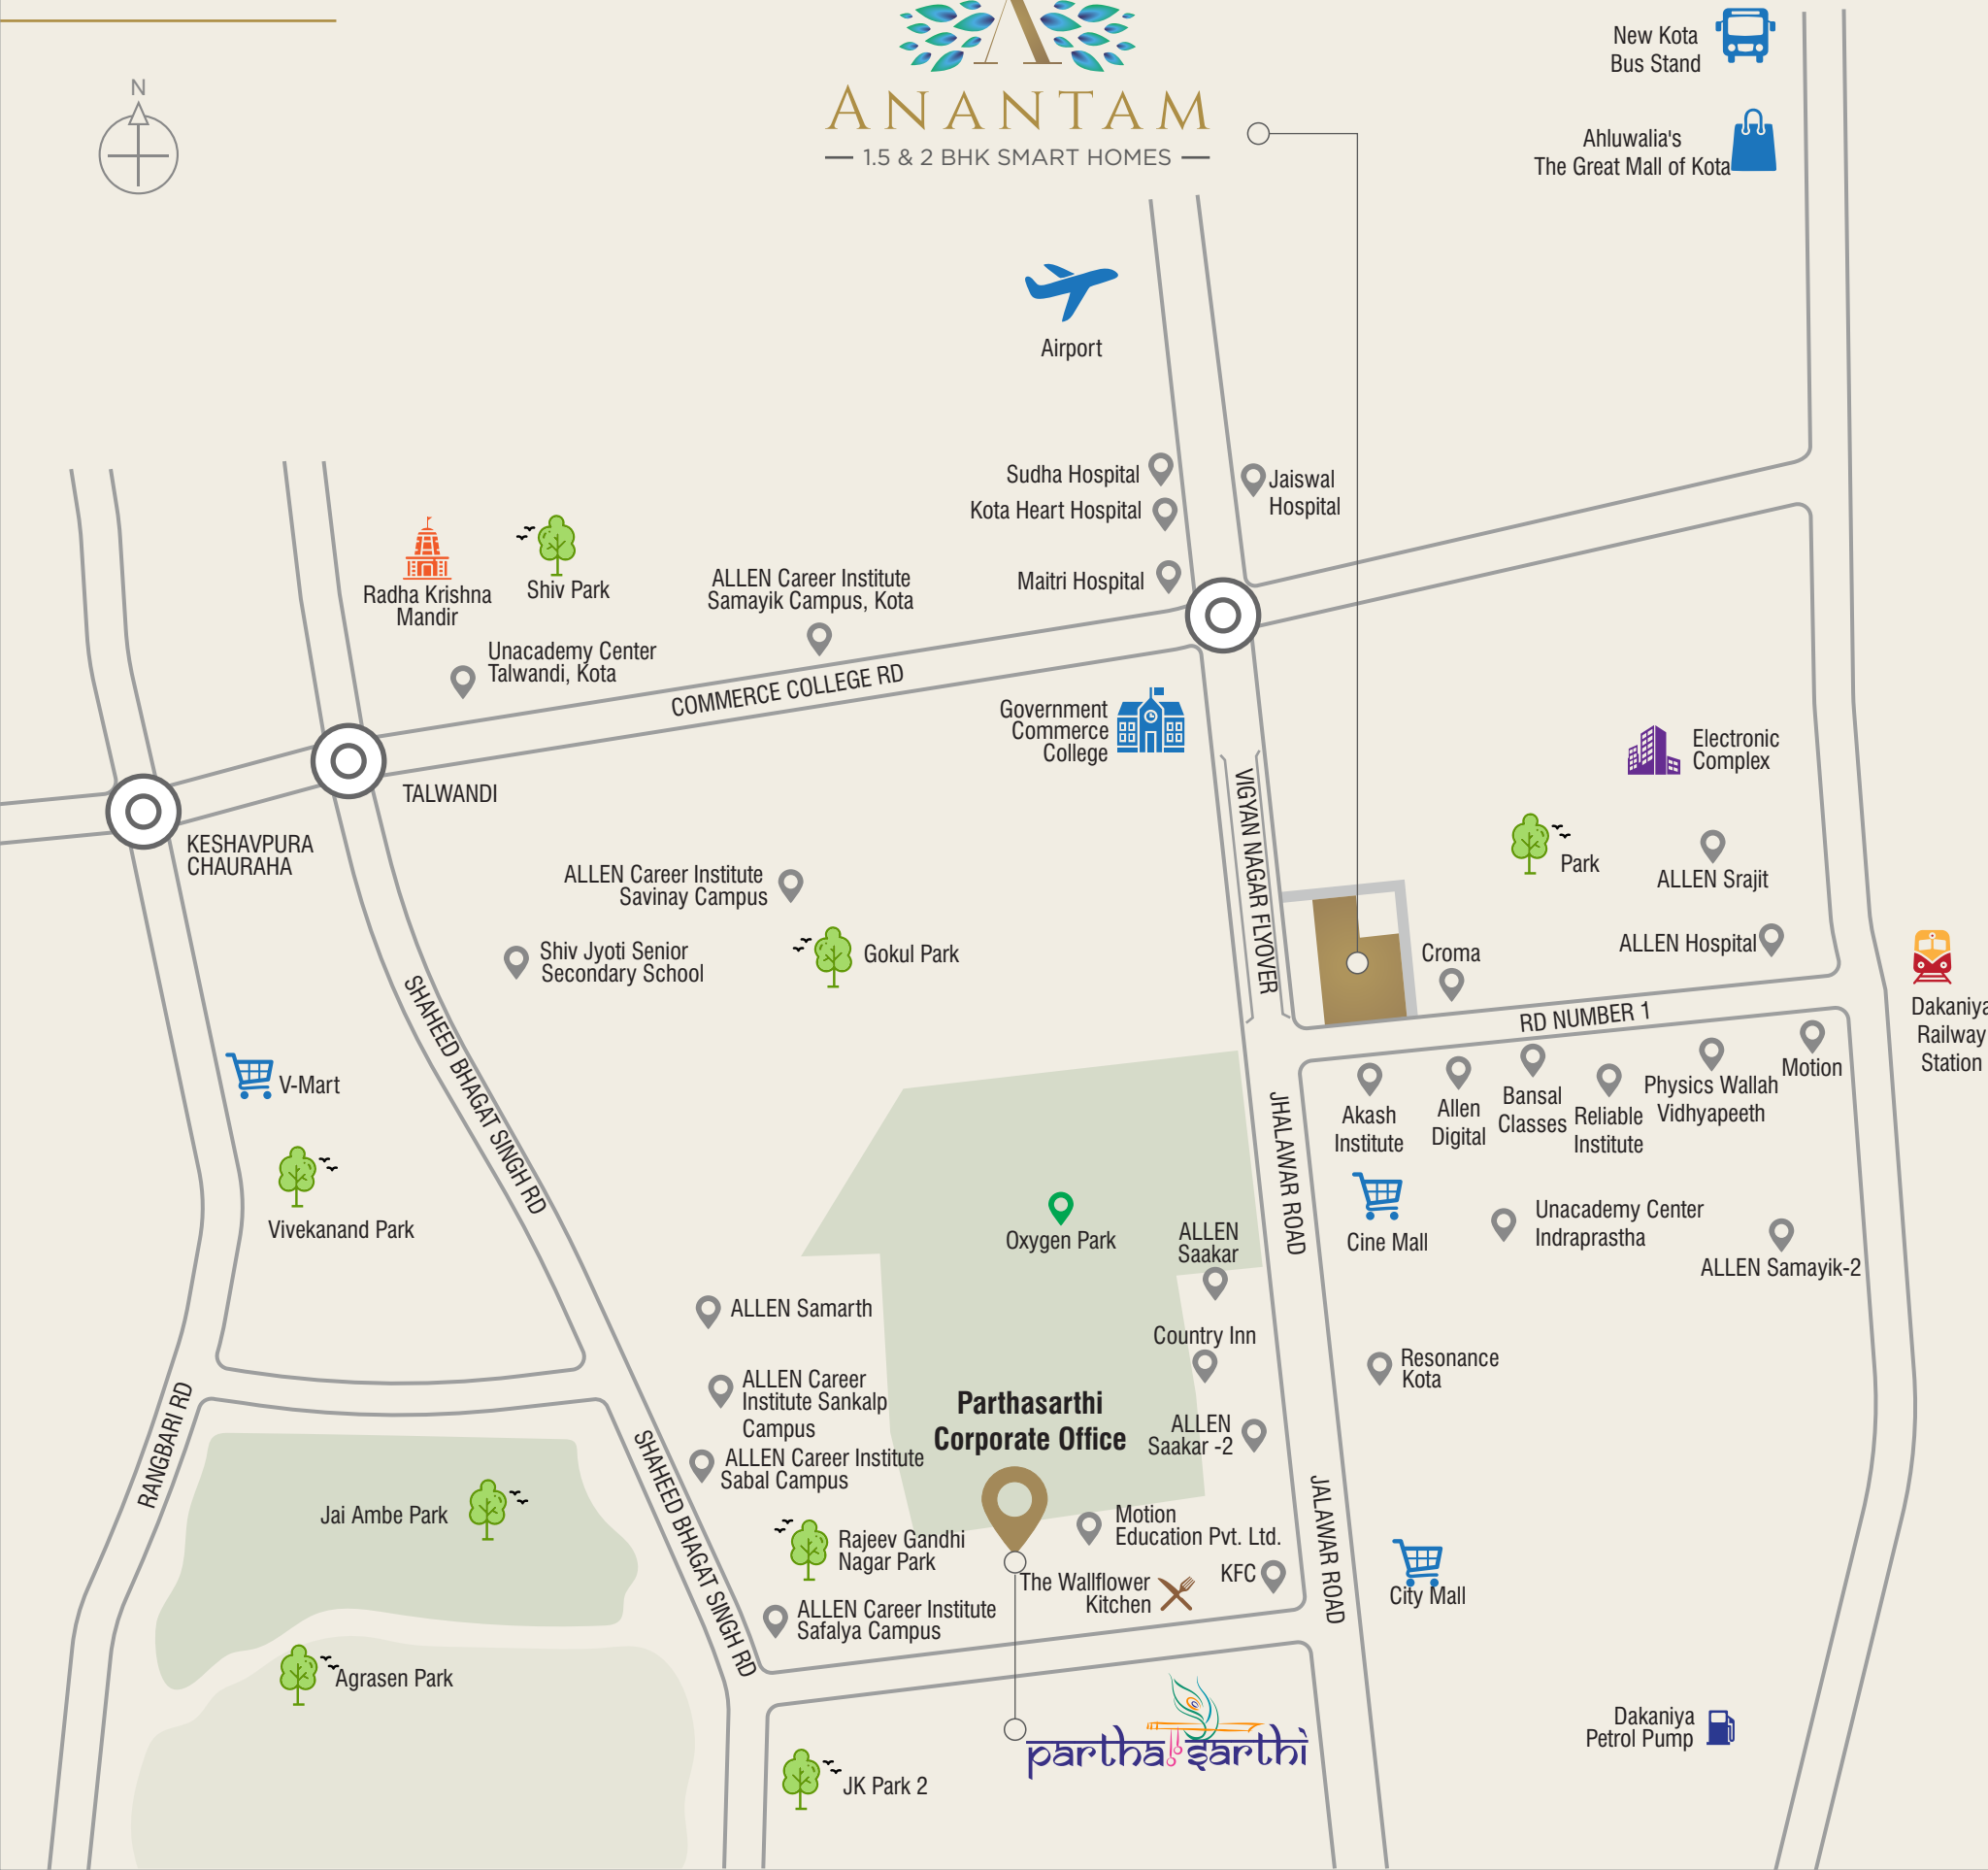 ANANTAM
1.5 & 2 BHK SMART HOMES
N
New Kota
Bus Stand
Ahluwalia's
The Great Mall of Kota
Airport
Sudha Hospital
Kota Heart Hospital
Maitri Hospital
Jaiswal
Hospital
Radha Krishna
Mandir
Shiv Park
ALLEN Career Institute
Samayik Campus, Kota
Unacademy Center
Talwandi, Kota
COMMERCE COLLEGE RD
Government
Commerce
College
TALWANDI
KESHAVPURA
CHAURAHA
VIGYAN NAGAR FLYOVER
Electronic
Complex
Park
ALLEN Srajit
ALLEN Hospital
Croma
RD NUMBER 1
Dakaniya
Railway
Station
ALLEN Career Institute
Savinay Campus
Shiv Jyoti Senior
Secondary School
Gokul Park
SHAHEED BHAGAT SINGH RD
V-Mart
Vivekanand Park
JHALAWAR ROAD
Akash
Institute
Allen
Digital
Bansal
Classes
Reliable
Institute
Physics Wallah
Vidhyapeeth
Motion
Cine Mall
Unacademy Center
Indraprastha
ALLEN Samayik-2
Oxygen Park
ALLEN
Saakar
Country Inn
ALLEN
Saakar -2
Resonance
Kota
ALLEN Samarth
ALLEN Career
Institute Sankalp
Campus
ALLEN Career Institute
Sabal Campus
Parthasarthi
Corporate Office
RANGBARI RD
SHAHEED BHAGAT SINGH RD
Jai Ambe Park
Rajeev Gandhi
Nagar Park
Motion
Education Pvt. Ltd.
The Wallflower
Kitchen
KFC
JALAWAR ROAD
City Mall
ALLEN Career Institute
Safalya Campus
Agrasen Park
JK Park 2
parthasarthi
Dakaniya
Petrol Pump